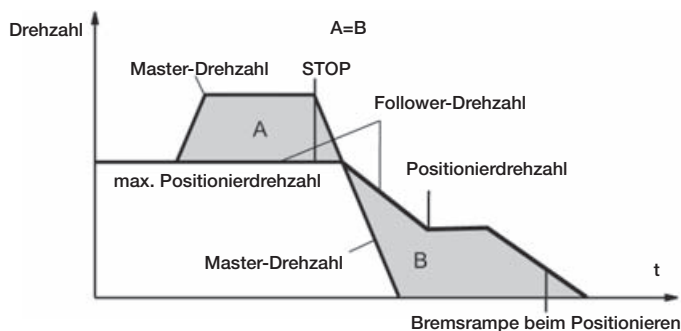 Drehzahl
A=B
Master-Drehzahl
STOP
Follower-Drehzahl
A
Positionierdrehzahl
max. Positionierdrehzahl
Master-Drehzahl
B
t
Bremsrampe beim Positionieren